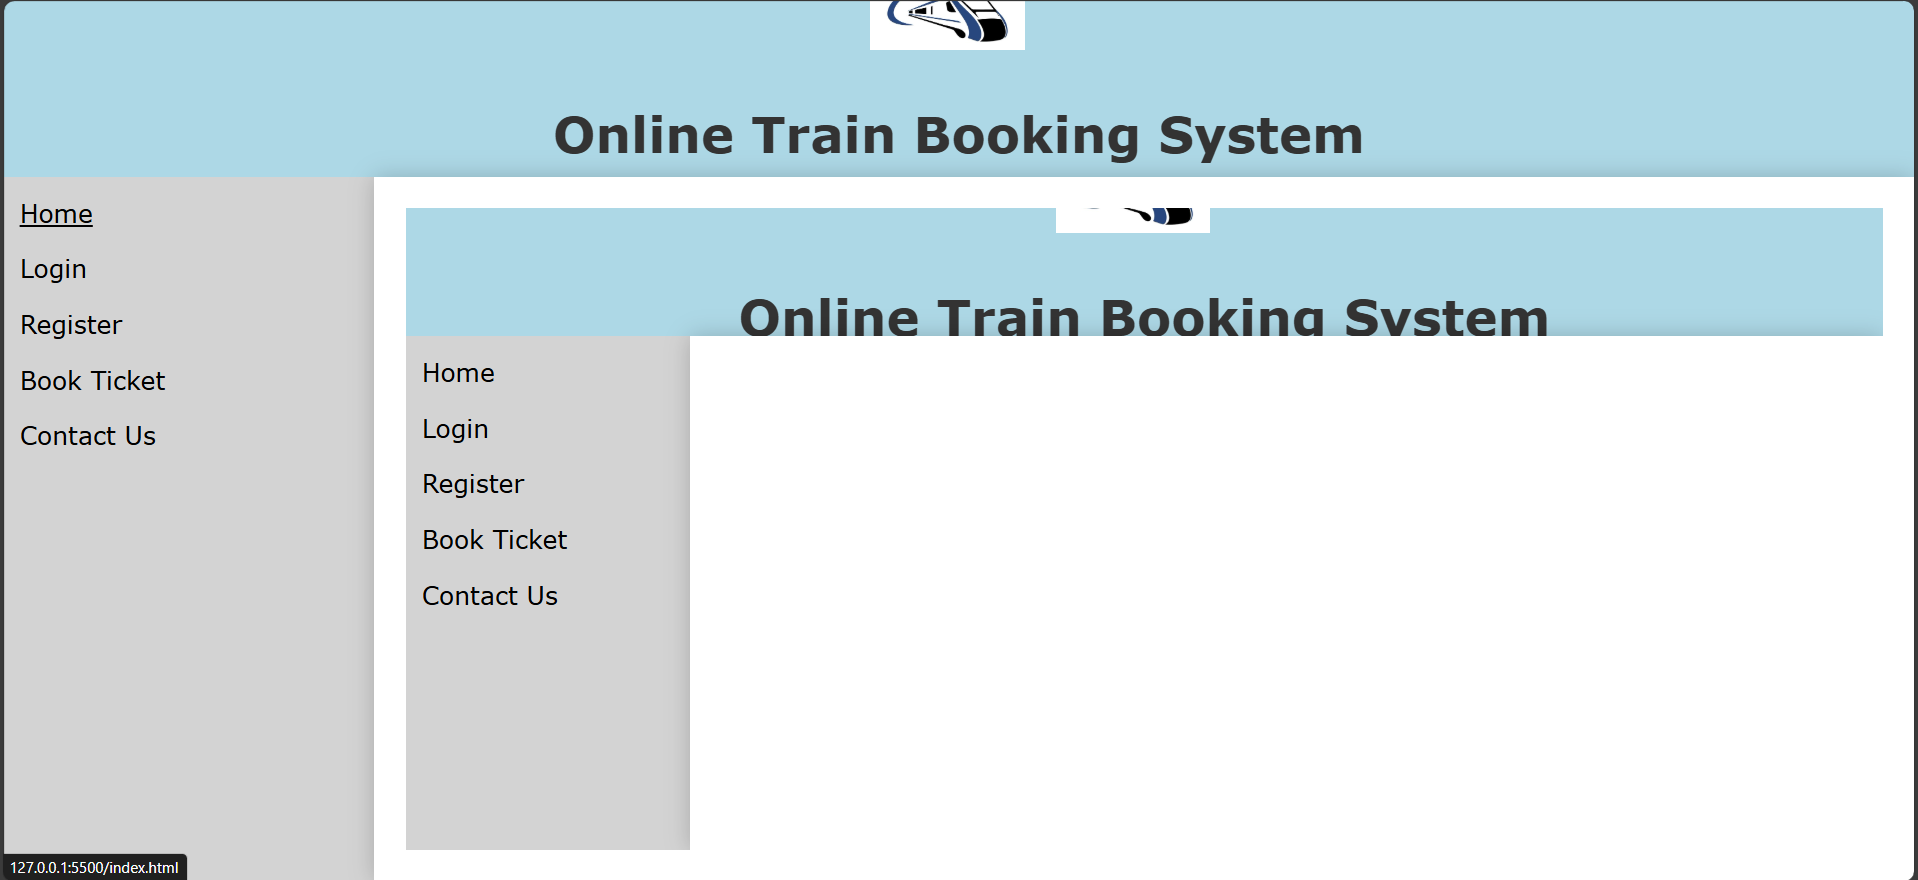 Online Train Booking System
Home
Login
Register
Book Ticket
Contact Us
Online Train Booking System
Home
Login
Register
Book Ticket
Contact Us
127.0.0.1:5500/index.html